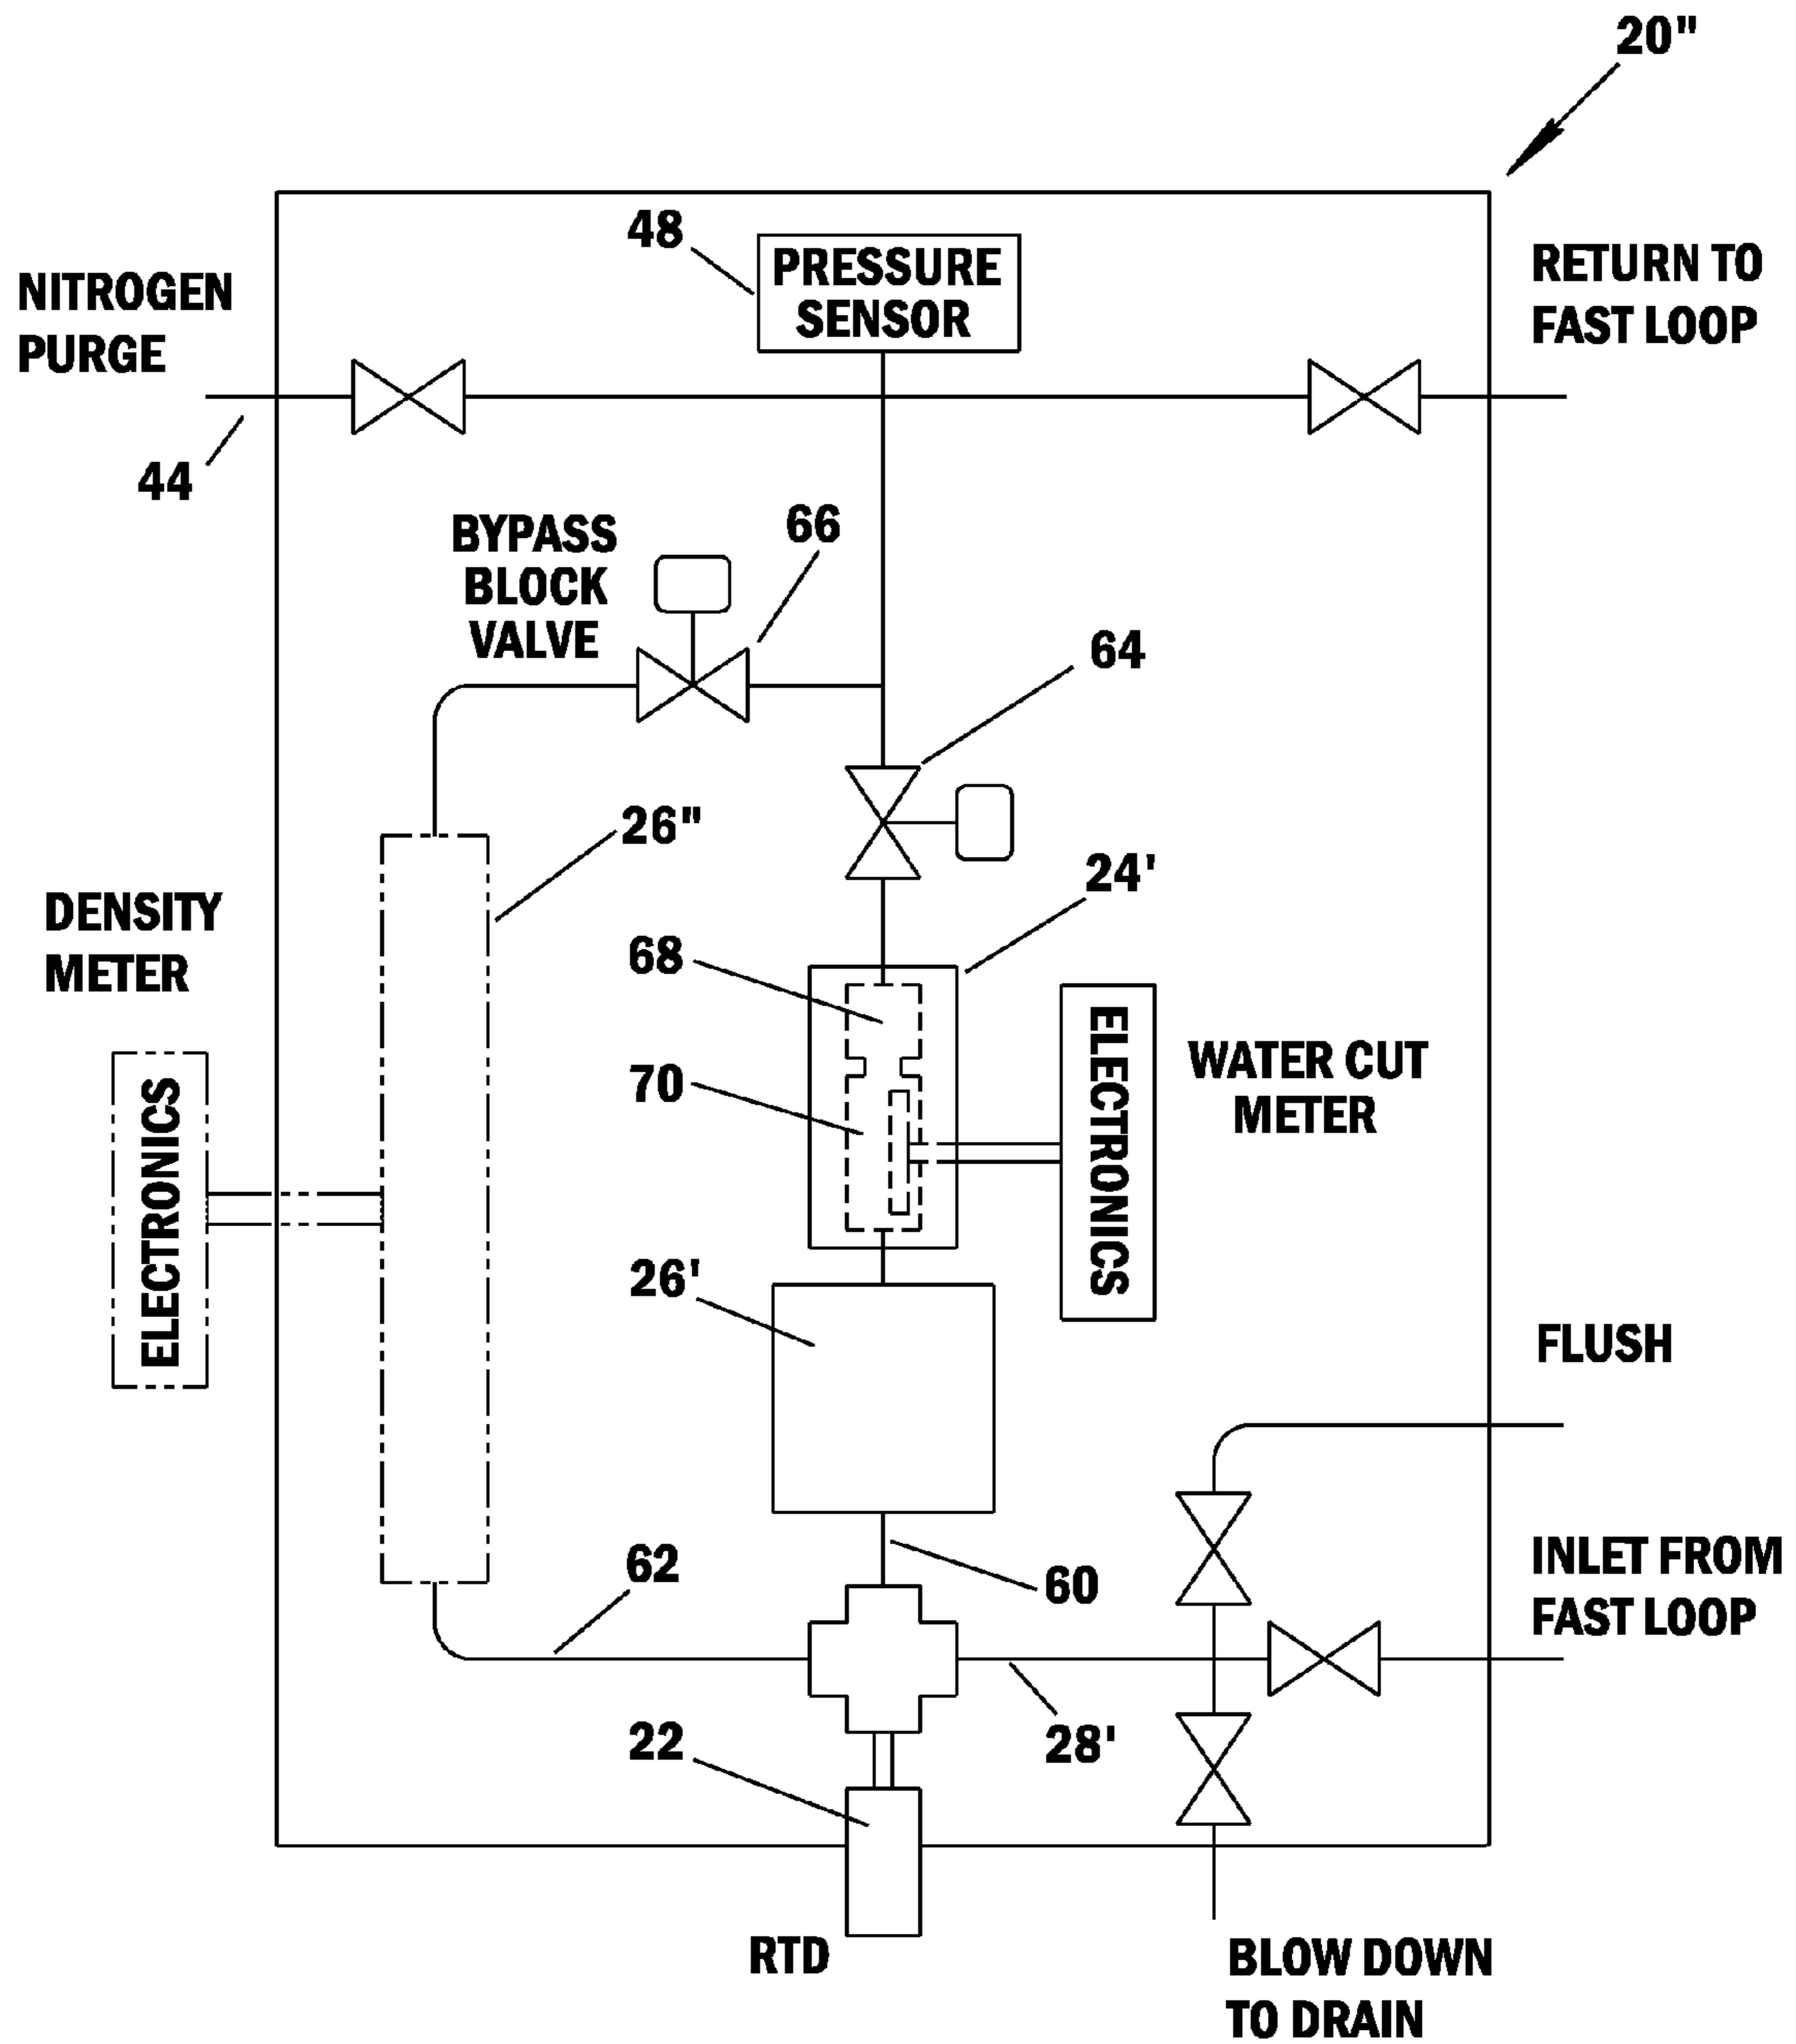 20"
48
PRESSURE
SENSOR
NITROGEN
PURGE
RETURN TO
FAST LOOP
44
BYPASS
BLOCK
VALVE
66
64
26"
24'
DENSITY
METER
68
ELECTRONICS
WATER CUT
METER
70
ELECTRONICS
26'
FLUSH
62
60
INLET FROM
FAST LOOP
22
28'
RTD
BLOW DOWN
TO DRAIN